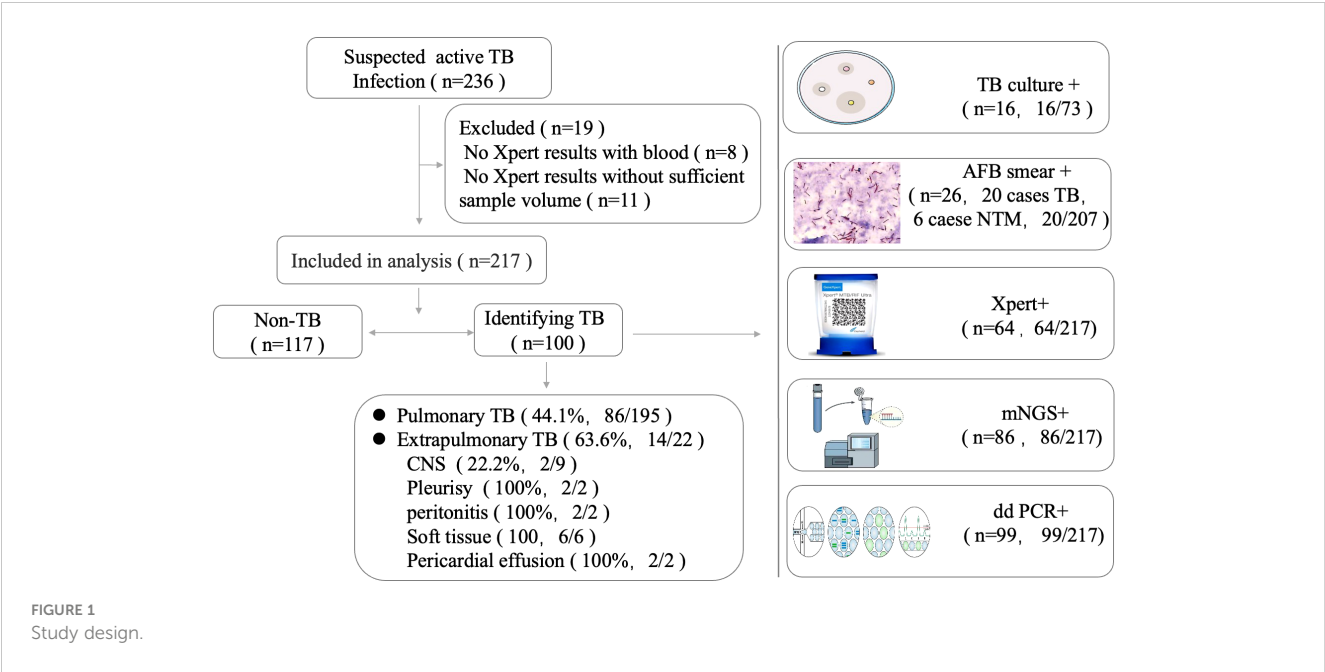 Suspected active TB
Infection ( n=236 )
Excluded ( n=19 )
No Xpert results with blood ( n=8 )
No Xpert results without sufficient
sample volume ( n=11 )
Included in analysis ( n=217 )
Non-TB
( n=117 )
Identifying TB
( n=100 )
● Pulmonary TB ( 44.1%, 86/195 )
● Extrapulmonary TB ( 63.6%, 14/22 )
CNS ( 22.2%, 2/9 )
Pleurisy ( 100%, 2/2 )
peritonitis ( 100%, 2/2 )
Soft tissue ( 100, 6/6 )
Pericardial effusion ( 100%, 2/2 )
TB culture +
( n=16, 16/73 )
AFB smear +
( n=26, 20 cases TB,
6 caese NTM, 20/207 )
Xpert+
( n=64 , 64/217)
mNGS+
( n=86 , 86/217)
dd PCR+
(n=99, 99/217)
FIGURE 1
Study design.